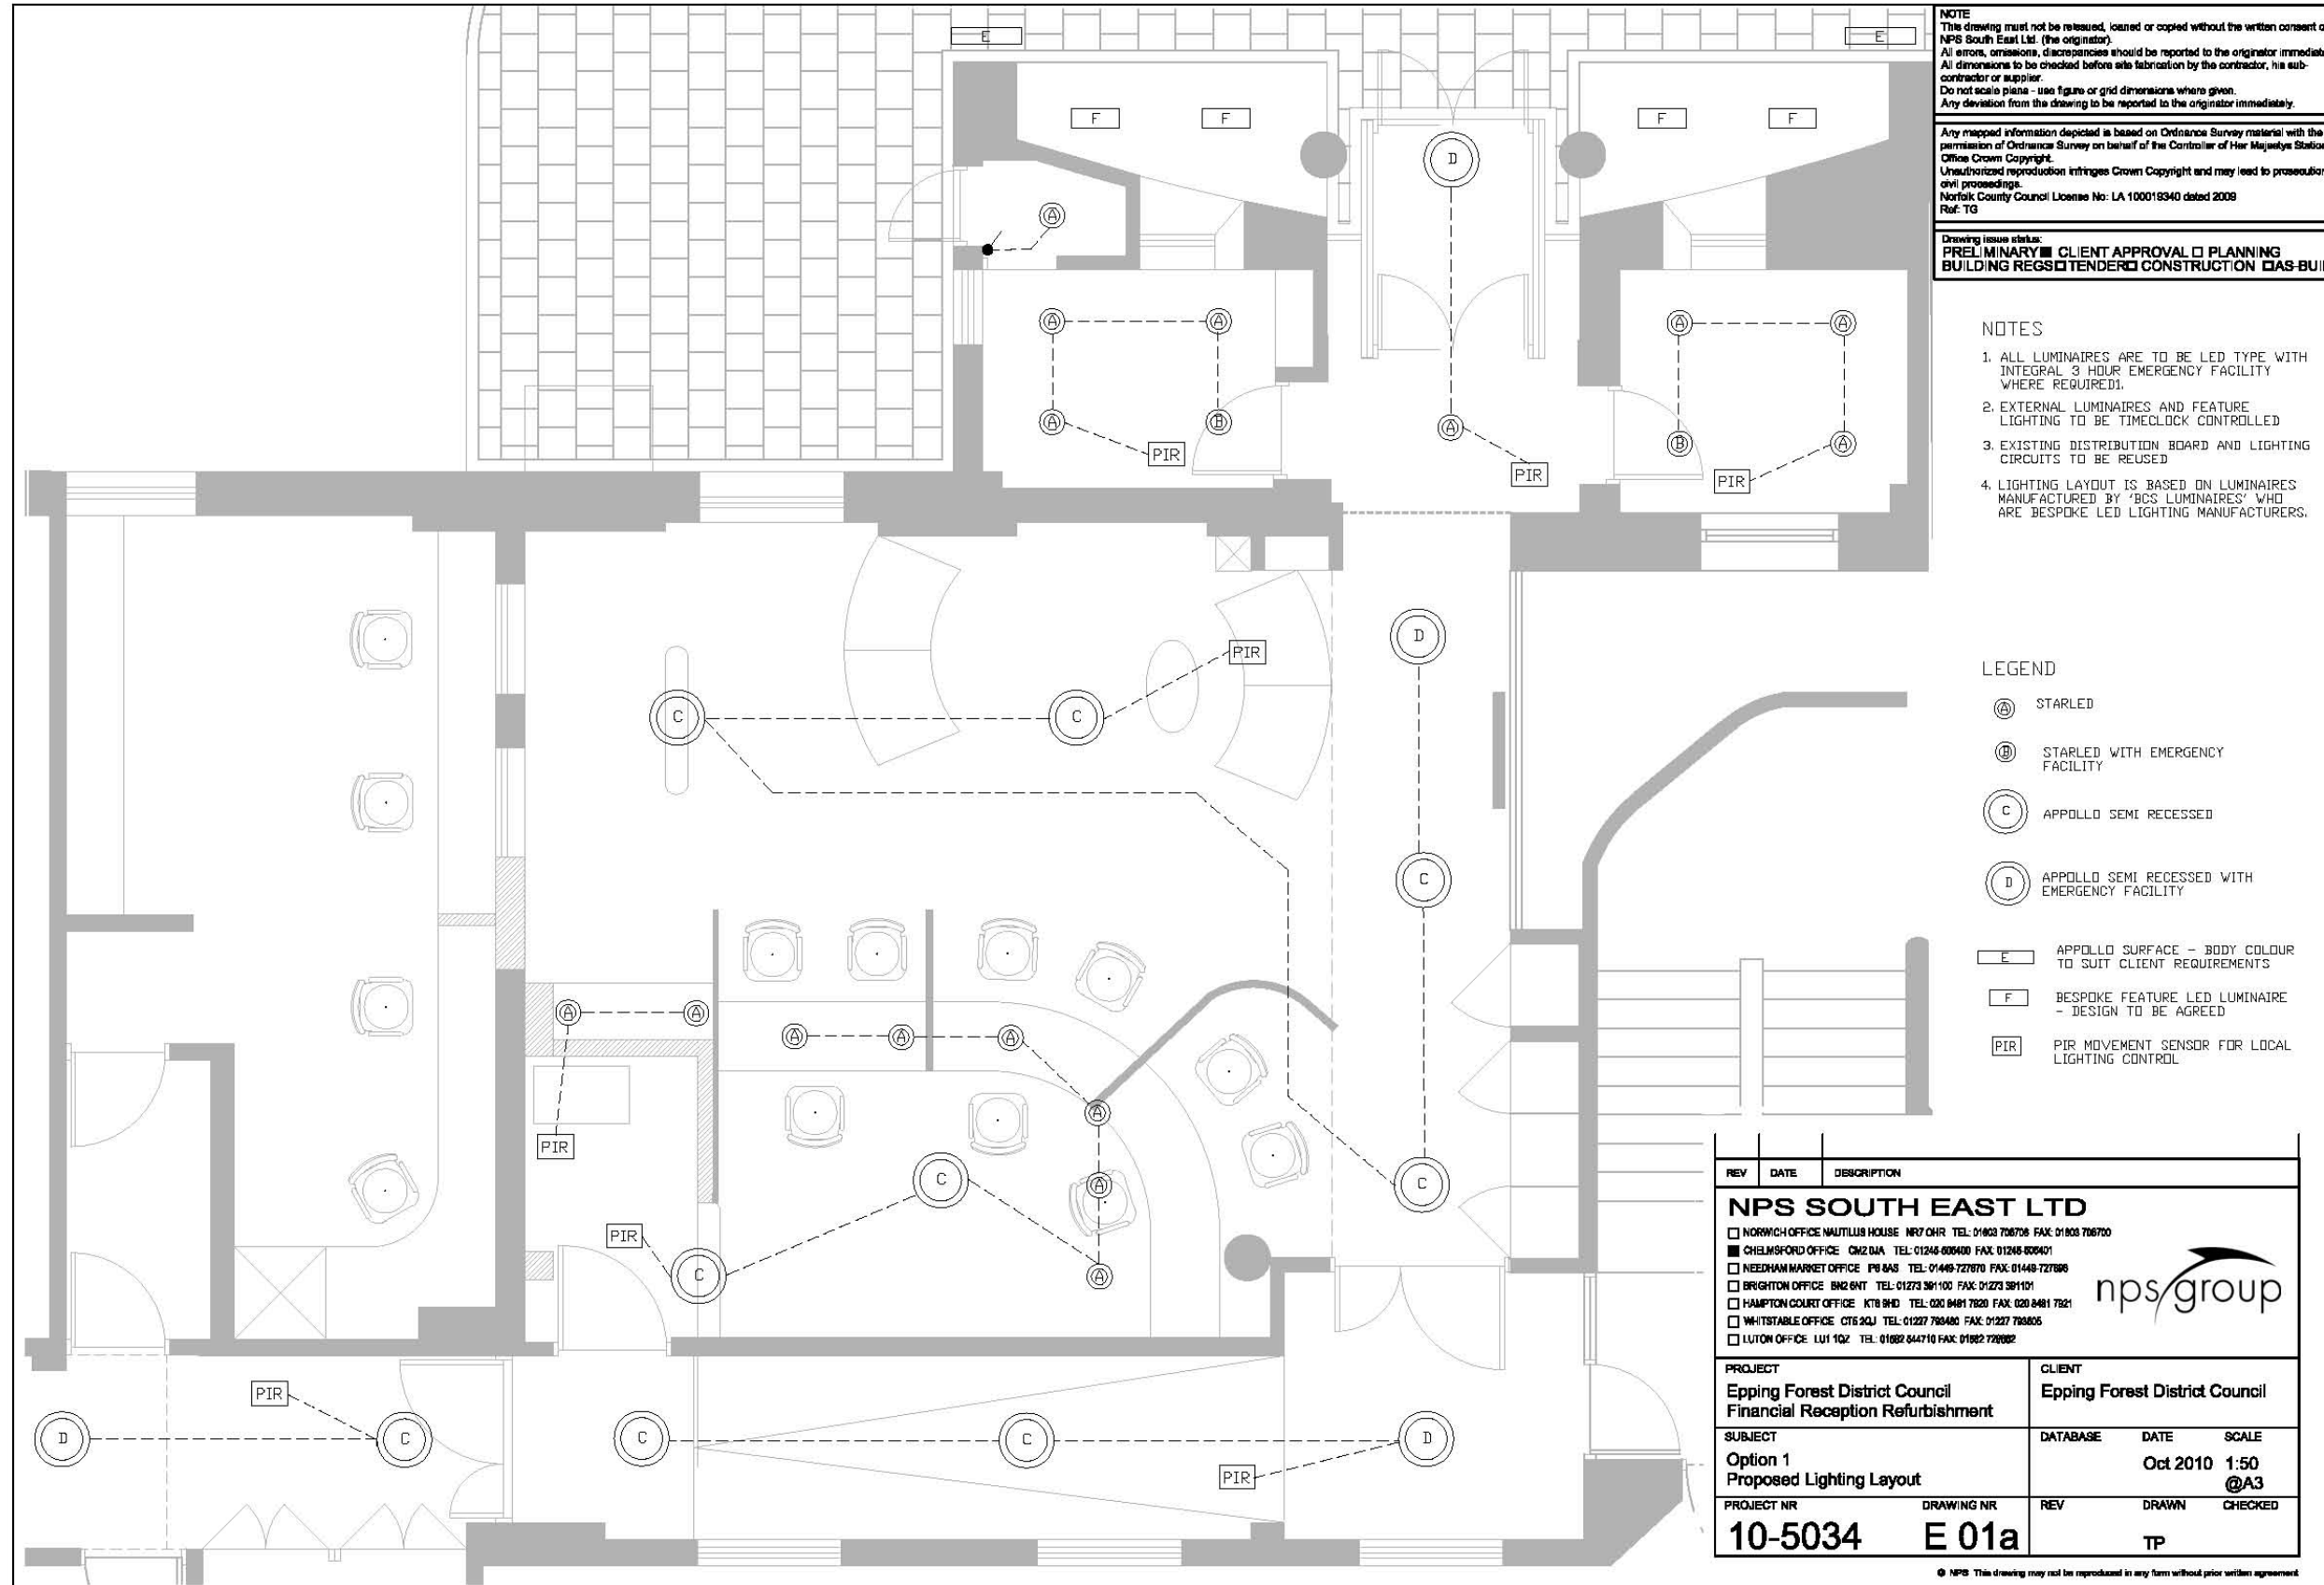 NOTE
This drawing must not be reissued, loaned or copied without the written consent o
NPS South East Ltd. (the originator).
All errors, omissions, discrepancies should be reported to the originator immediat
All dimensions to be checked before site fabrication by the contractor, his sub-
contractor or supplier.
Do not scale plans - use figure or grid dimensions where given.
Any deviation from the drawing to be reported to the originator immediately.
Any mapped information depicted is based on Ordnance Survey material with the
permission of Ordnance Survey on behalf of the Controller of Her Majestys Station
Office Crown Copyright.
Unauthorized reproduction infringes Crown Copyright and may lead to prosecution
civil proceedings.
Norfolk County Council License No: LA 100019340 dated 2009
Ref: TG
Drawing issue status:
PRELIMINARY CLIENT APPROVAL PLANNING
BUILDING REGS TENDER CONSTRUCTION AS-BUI
E E
F F F F
D
A
A A A A
A B A B A
PIR PIR PIR
NOTES
1. ALL LUMINAIRES ARE TO BE LED TYPE WITH
INTEGRAL 3 HOUR EMERGENCY FACILITY
WHERE REQUIRED1.
2. EXTERNAL LUMINAIRES AND FEATURE
LIGHTING TO BE TIMECLOCK CONTROLLED
3. EXISTING DISTRIBUTION BOARD AND LIGHTING
CIRCUITS TO BE REUSED
4. LIGHTING LAYOUT IS BASED ON LUMINAIRES
MANUFACTURED BY 'BCS LUMINAIRES' WHO
ARE BESPOKE LED LIGHTING MANUFACTURERS.
PIR D
C C
C
A A A A A
A
PIR
C A C
PIR C A
PIR
D C C C D
PIR
LEGEND
A STARLED
B STARLED WITH EMERGENCY
FACILITY
C APPOLLO SEMI RECESSED
D APPOLLO SEMI RECESSED WITH
EMERGENCY FACILITY
E APPOLLO SURFACE - BODY COLOUR
TO SUIT CLIENT REQUIREMENTS
F BESPOKE FEATURE LED LUMINAIRE
- DESIGN TO BE AGREED
PIR PIR MOVEMENT SENSOR FOR LOCAL
LIGHTING CONTROL
REV DATE DESCRIPTION
NPS SOUTH EAST LTD
NORWICH OFFICE NAUTILUS HOUSE NR7 OHR TEL: 01603 706706 FAX: 01603 706700
CHELMSFORD OFFICE CM2 0JA TEL: 01245 506400 FAX: 01245 506401
NEEDHAM MARKET OFFICE IP6 8AS TEL: 01449-727670 FAX: 01449-727696
BRIGHTON OFFICE BN2 6NT TEL: 01273 391100 FAX: 01273 391101
HAMPTON COURT OFFICE KT8 9HD TEL: 020 8481 7920 FAX: 020 8481 7921
WHITSTABLE OFFICE CT5 2QJ TEL: 01227 793480 FAX: 01227 793605
LUTON OFFICE LU1 1QZ TEL: 01582 544710 FAX:
nps group
PROJECT
Epping Forest District Council
Financial Reception Refurbishment
CLIENT
Epping Forest District Council
SUBJECT
Option 1
Proposed Lighting Layout
DATABASE DATE SCALE
Oct 2010 1:50
@A3
PROJECT NR DRAWING NR REV DRAWN CHECKED
10-5034 E 01a TP
© NPS This drawing may not be reproduced in any form without prior written agreement